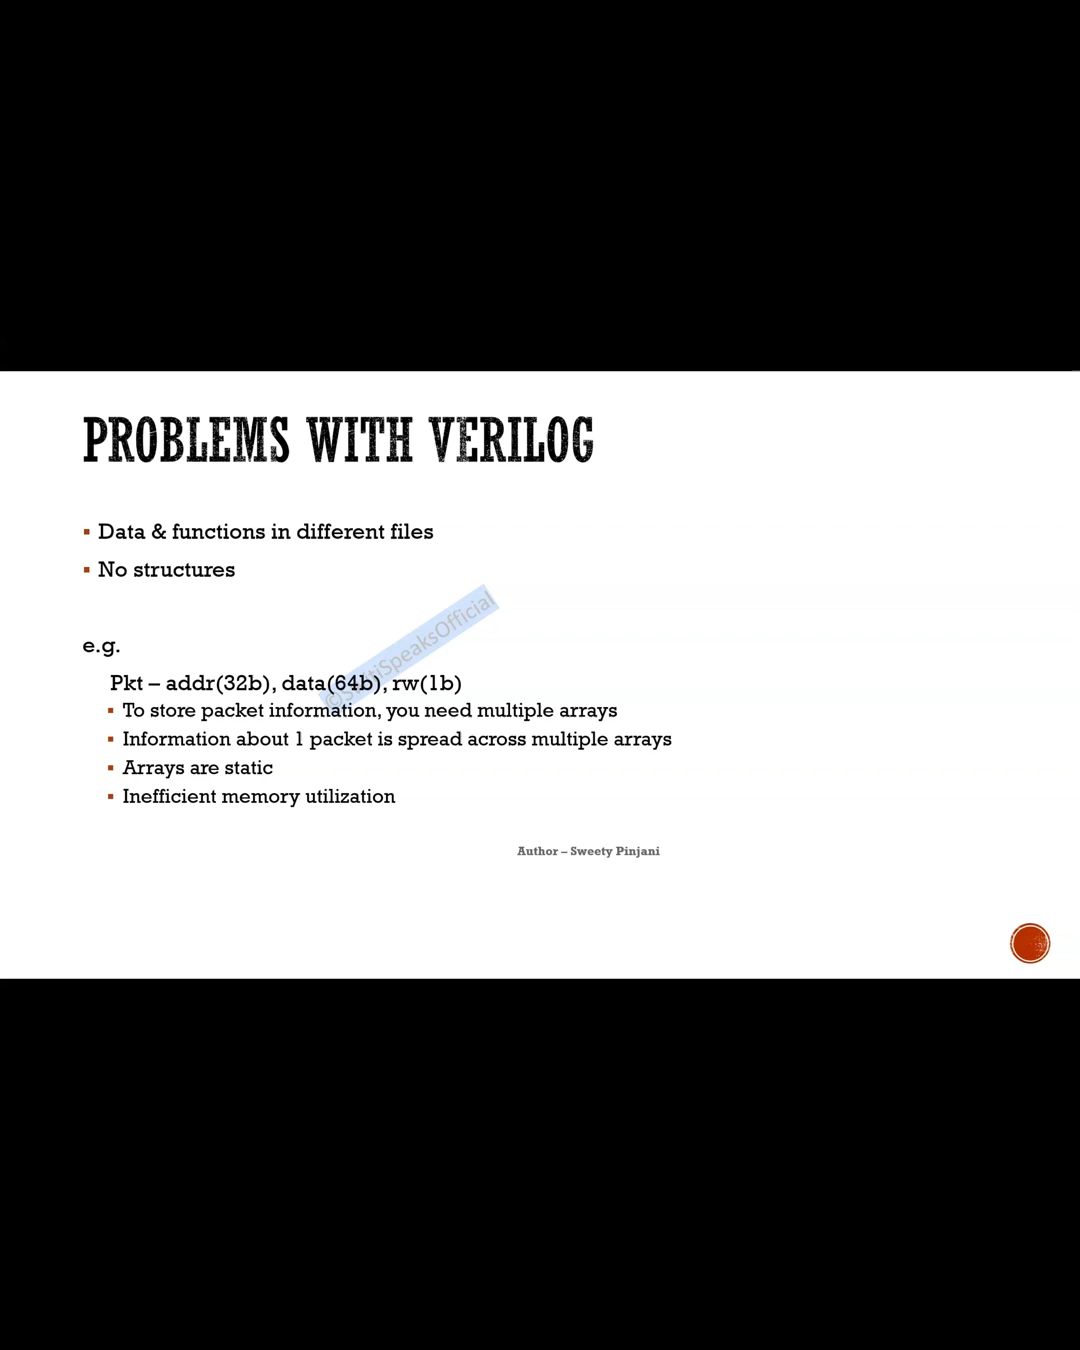 PROBLEMS WITH VERILOG
▪ Data & functions in different files
▪ No structures
e.g.
Pkt – addr(32b), data(64b), rw(1b)
▪ To store packet information, you need multiple arrays
▪ Information about 1 packet is spread across multiple arrays
▪ Arrays are static
▪ Inefficient memory utilization
Author – Sweety Pinjani